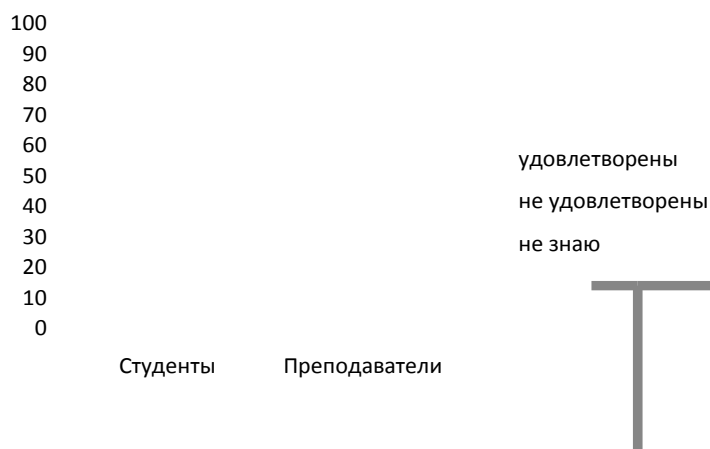 100
90
80
70
60
50
40
30
20
10
0
удовлетворены
не удовлетворены
не знаю
Студенты Преподаватели